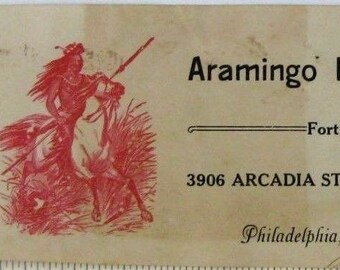 Aramingo
Fort
3906 ARCADIA ST
Philadelphia,